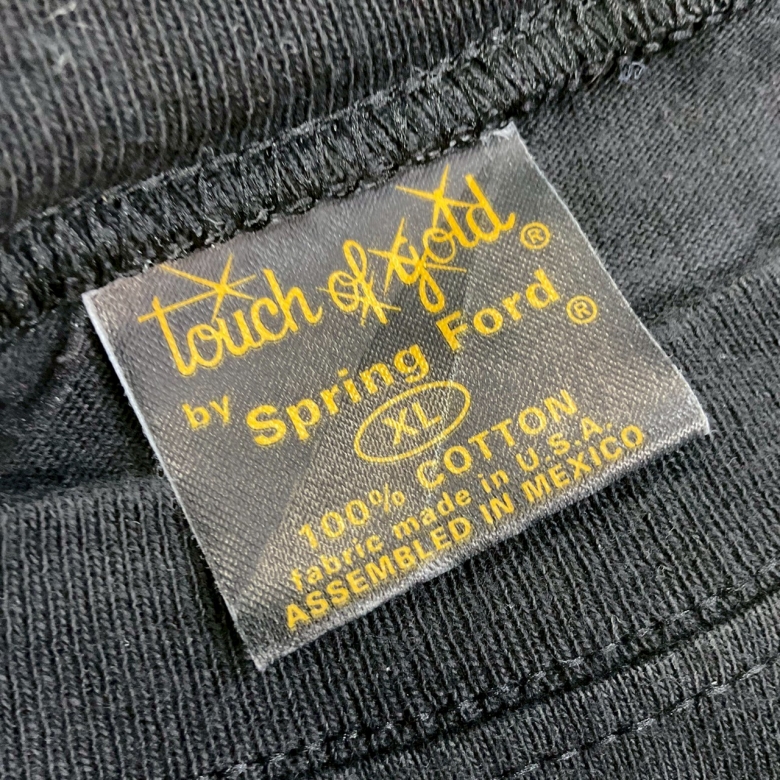 touch of gold®
by Spring Ford®
XL
100% COTTON
fabric made in U.S.A.
ASSEMBLED IN MEXICO